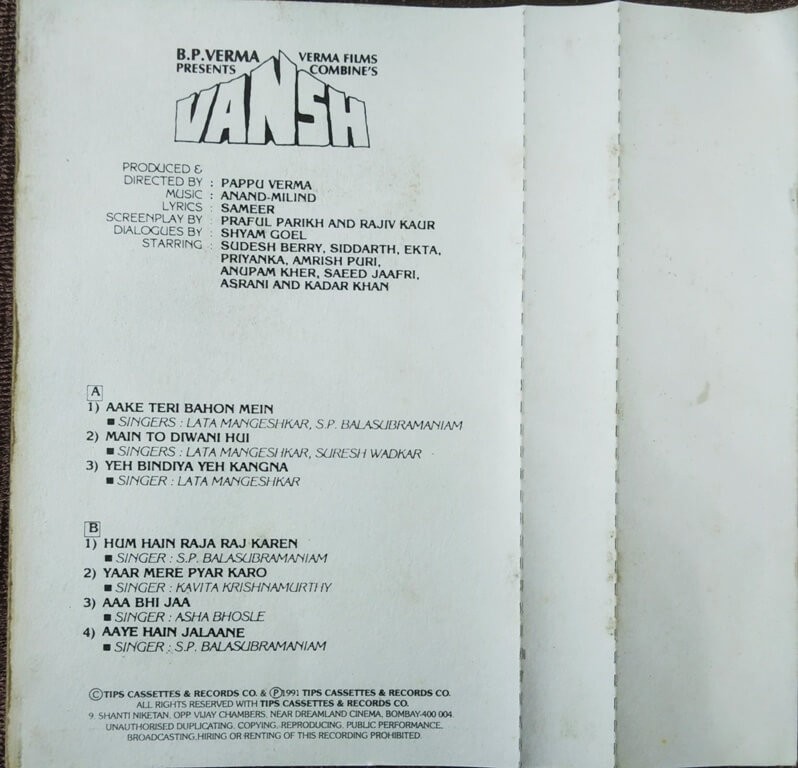 B.P.VERMA PRESENTS
VERMA FILMS COMBINE'S
VANSH
PRODUCED &
DIRECTED BY : PAPPU VERMA
MUSIC : ANAND-MILIND
LYRICS : SAMEER
SCREENPLAY BY : PRAFUL PARIKH AND RAJIV KAUR
DIALOGUES BY : SHYAM GOEL
STARRING : SUDESH BERRY, SIDDARTH, EKTA,
PRIYANKA, AMRISH PURI,
ANUPAM KHER, SAEED JAAFRI,
ASRANI AND KADAR KHAN
A
1) AAKE TERI BAHON MEIN
■ SINGERS : LATA MANGESHKAR, S.P. BALASUBRAMANIAM
2) MAIN TO DIWANI HUI
■ SINGERS : LATA MANGESHKAR, SURESH WADKAR
3) YEH BINDIYA YEH KANGNA
■ SINGER : LATA MANGESHKAR
B
1) HUM HAIN RAJA RAJ KAREN
■ SINGER : S.P. BALASUBRAMANIAM
2) YAAR MERE PYAR KARO
■ SINGER : KAVITA KRISHNAMURTHY
3) AAA BHI JAA
■ SINGER : ASHA BHOSLE
4) AAYE HAIN JALAANE
■ SINGER : S.P. BALASUBRAMANIAM
©TIPS CASSETTES & RECORDS CO. & ℗1991 TIPS CASSETTES & RECORDS CO.
ALL RIGHTS RESERVED WITH TIPS CASSETTES & RECORDS CO.
9, SHANTI NIKETAN, OPP. VIJAY CHAMBERS, NEAR DREAMLAND CINEMA, BOMBAY-400 004.
UNAUTHORISED DUPLICATING, COPYING, REPRODUCING, PUBLIC PERFORMANCE,
BROADCASTING,HIRING OR RENTING OF THIS RECORDING PROHIBITED.